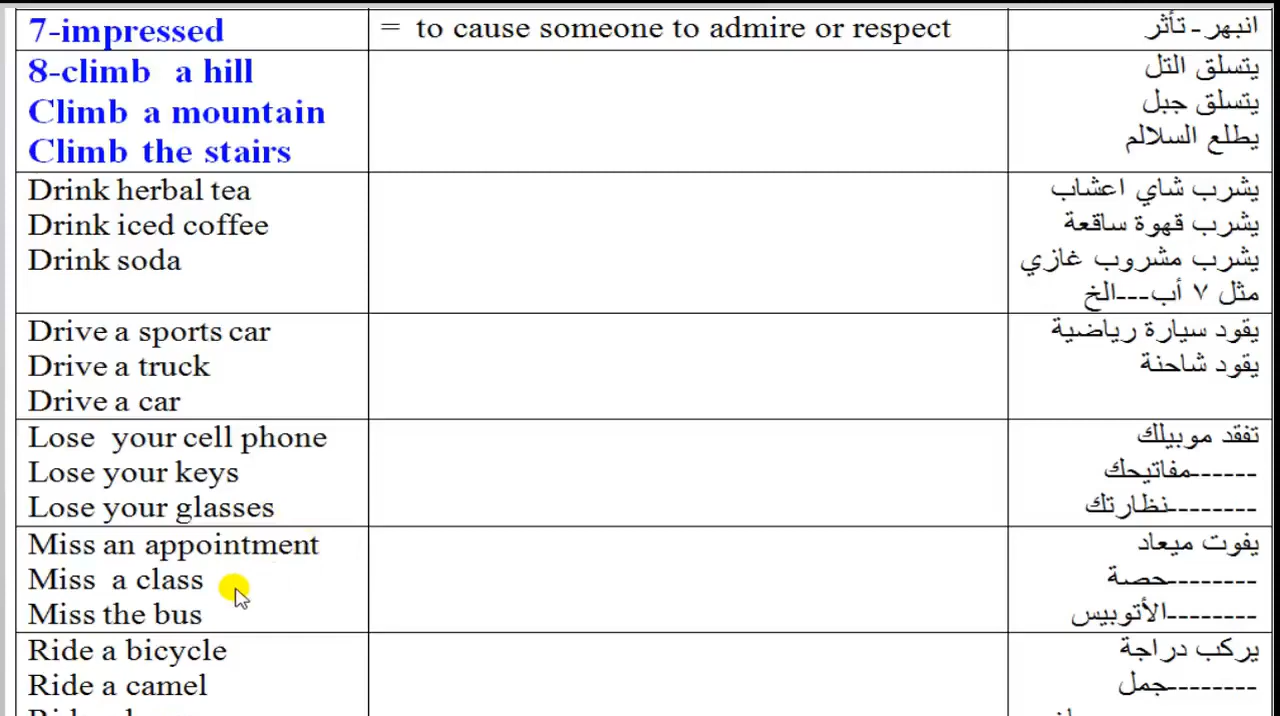 7-impressed
= to cause someone to admire or respect
انبهر - تأثر
8-climb a hill
Climb a mountain
Climb the stairs
يتسلق التل
يتسلق جبل
يطلع السلالم
Drink herbal tea
Drink iced coffee
Drink soda
يشرب شاي اعشاب
يشرب قهوة ساقعة
يشرب مشروب غازي
مثل ٧ أب---الخ
Drive a sports car
Drive a truck
Drive a car
يقود سيارة رياضية
يقود شاحنة
Lose your cell phone
Lose your keys
Lose your glasses
تفقد موبيلك
------مفاتيحك
--------نظارتك
Miss an appointment
Miss a class
Miss the bus
يفوت ميعاد
--------حصة
--------الأتوبيس
Ride a bicycle
Ride a camel
يركب دراجة
--------جمل